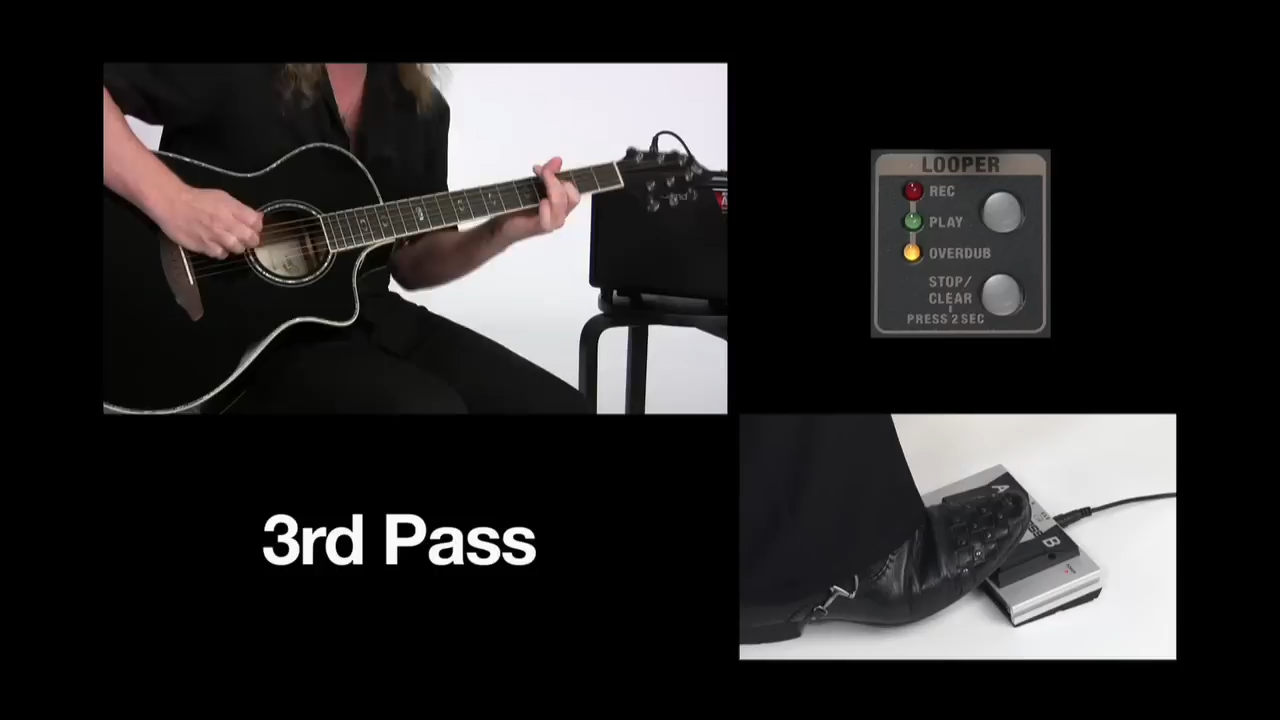 LOOPER
REC
PLAY
OVERDUB
STOP/
CLEAR
PRESS 2 SEC
3rd Pass
A
B